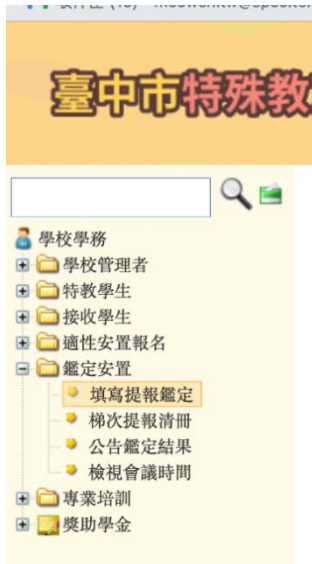 臺中市特殊教
學校學務
學校管理者
特教學生
接收學生
適性安置報名
鑑定安置
填寫提報鑑定
梯次提報清冊
公告鑑定結果
檢視會議時間
專業培訓
獎助學金